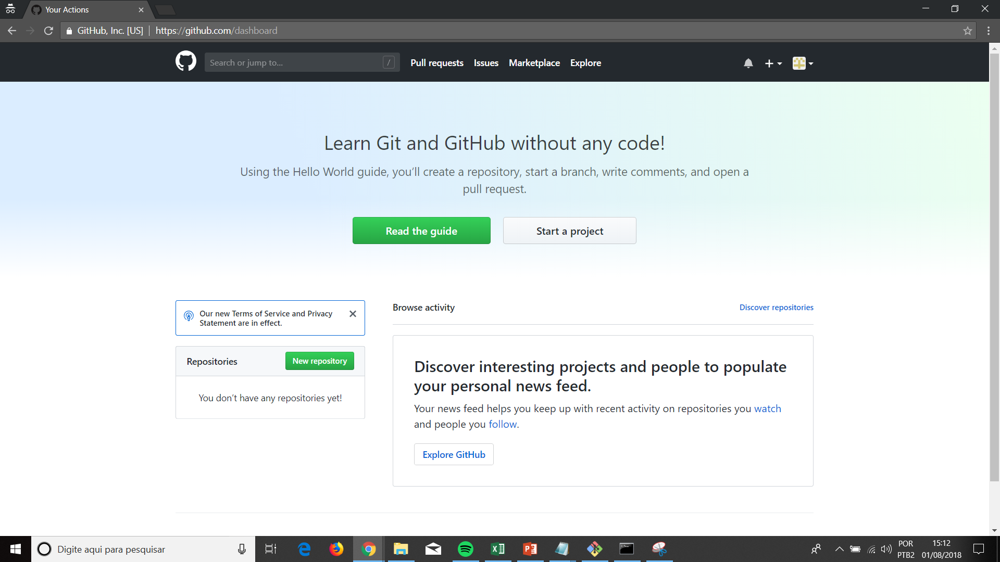 Your Actions
GitHub, Inc. [US] https://github.com/dashboard
Search or jump to... /
Pull requests Issues Marketplace Explore
Learn Git and GitHub without any code!
Using the Hello World guide, you’ll create a repository, start a branch, write comments, and open a
pull request.
Read the guide
Start a project
Our new Terms of Service and Privacy
Statement are in effect.
Repositories
New repository
You don’t have any repositories yet!
Browse activity
Discover repositories
Discover interesting projects and people to populate
your personal news feed.
Your news feed helps you keep up with recent activity on repositories you watch
and people you follow.
Explore GitHub
Digite aqui para pesquisar
POR
PTB2
15:12
01/08/2018